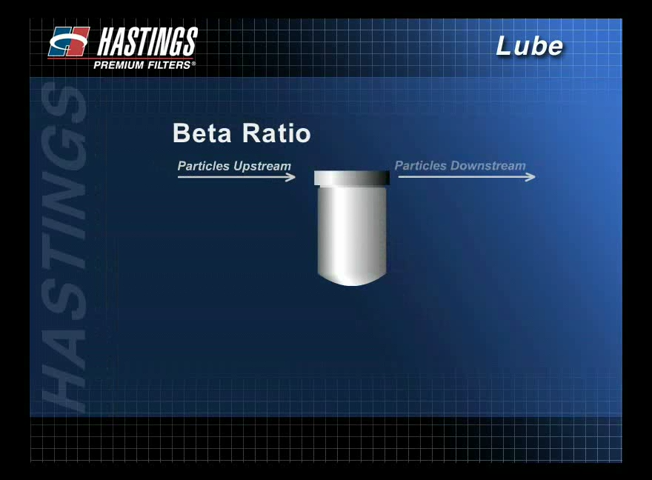 HASTINGS
PREMIUM FILTERS®
Lube
HASTINGS
Beta Ratio
Particles Upstream
Particles Downstream